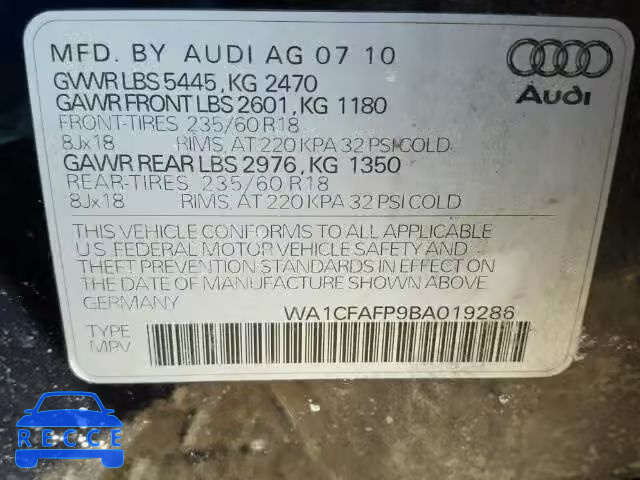 MFD. BY AUDI AG 07 10
GVWR LBS 5445, KG 2470
GAWR FRONT LBS 2601, KG 1180
FRONT-TIRES 235/60 R18
8Jx18 RIMS, AT 220 KPA 32 PSI COLD
GAWR REAR LBS 2976, KG 1350
REAR-TIRES 235/60 R18
8Jx18 RIMS, AT 220 KPA 32 PSI COLD
Audi
THIS VEHICLE CONFORMS TO ALL APPLICABLE
U.S. FEDERAL MOTOR VEHICLE SAFETY AND
THEFT PREVENTION STANDARDS IN EFFECT ON
THE DATE OF MANUFACTURE SHOWN ABOVE
GERMANY WA1CFAFP9BA019286
TYPE
MPV
RECCE